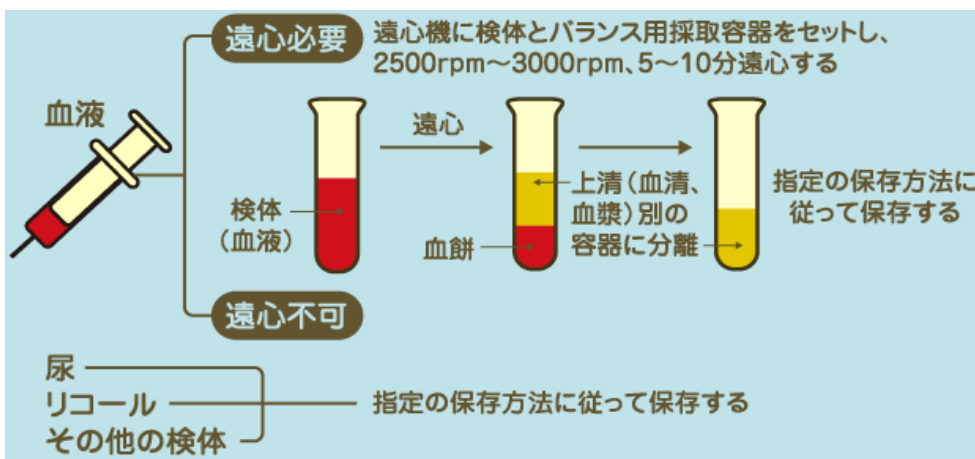 遠心必要
遠心機に検体とバランス用採取容器をセットし、
2500rpm〜3000rpm、5〜10分遠心する
血液
遠心
検体
（血液）
血餅
上清（血清、
血漿）別の
容器に分離
指定の保存方法に
従って保存する
遠心不可
尿
リコール
その他の検体
指定の保存方法に従って保存する